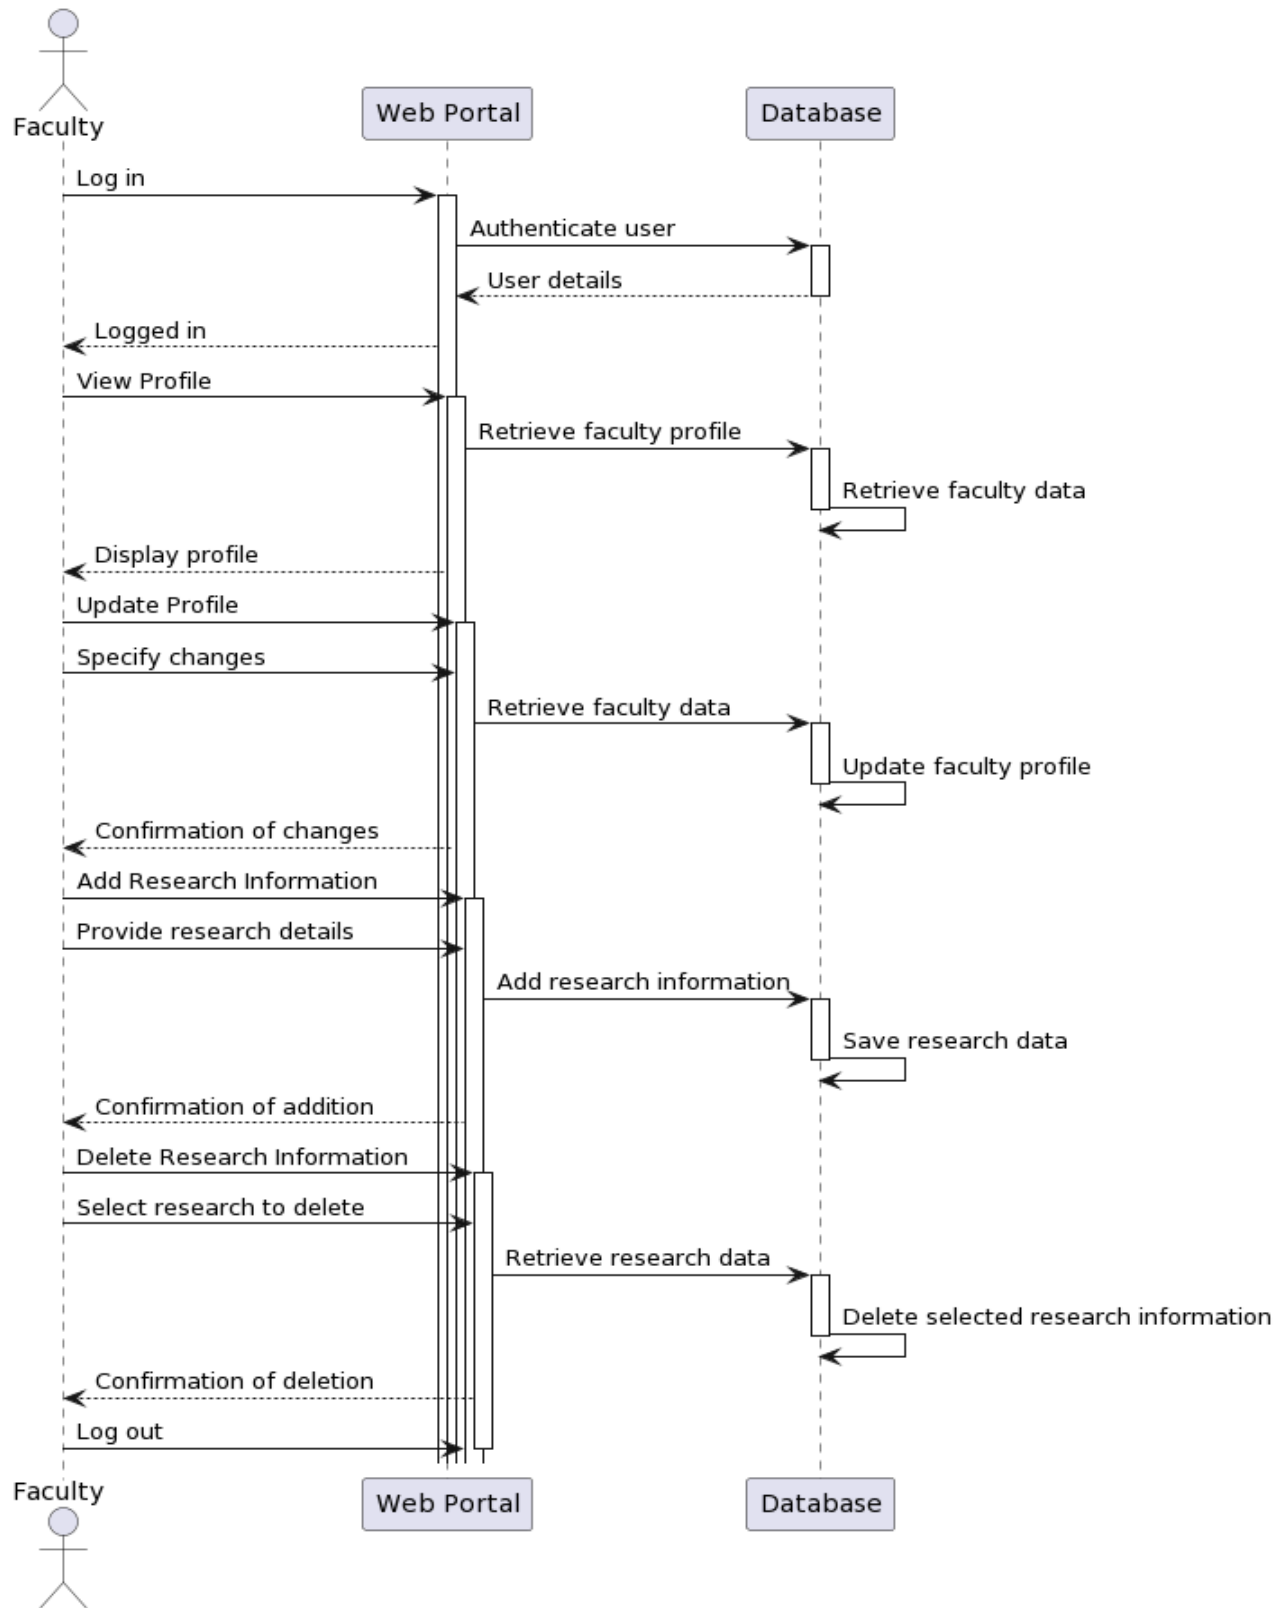 Faculty
Web Portal
Database
Log in
Authenticate user
User details
Logged in
View Profile
Retrieve faculty profile
Retrieve faculty data
Display profile
Update Profile
Specify changes
Retrieve faculty data
Update faculty profile
Confirmation of changes
Add Research Information
Provide research details
Add research information
Save research data
Confirmation of addition
Delete Research Information
Select research to delete
Retrieve research data
Delete selected research information
Confirmation of deletion
Log out
Faculty
Web Portal
Database